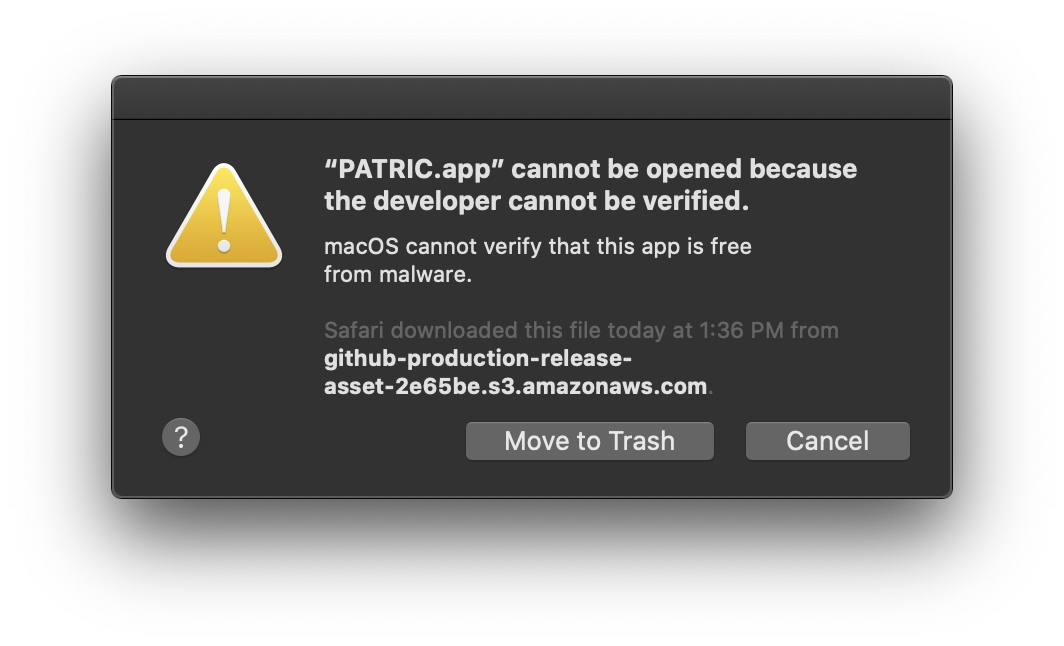 “PATRIC.app” cannot be opened because
the developer cannot be verified.
macOS cannot verify that this app is free
from malware.
Safari downloaded this file today at 1:36 PM from
github-production-release-
asset-2e65be.s3.amazonaws.com.
?
Move to Trash
Cancel